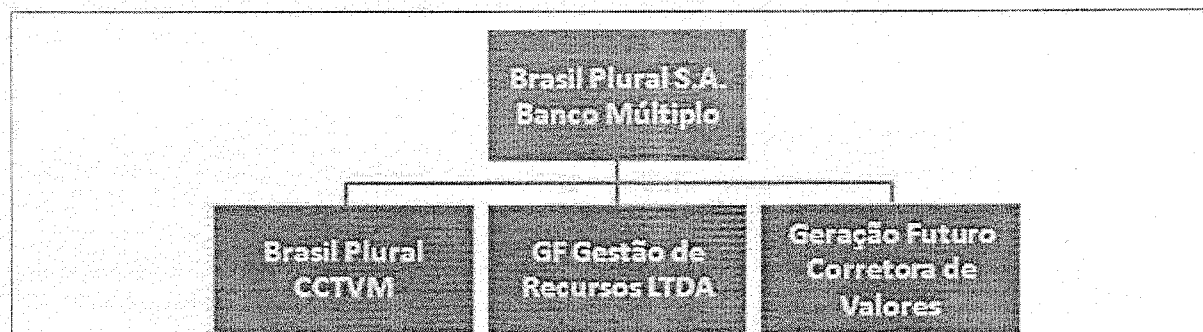 Brasil Plural S.A.
Banco Múltiplo
Brasil Plural
CCTVM
GF Gestão de
Recursos LTDA
Geração Futuro
Corretora de
Valores